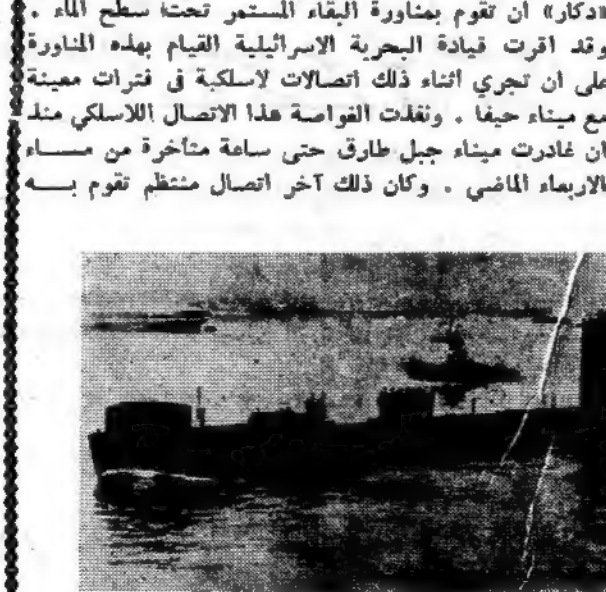 «دكار» ان تقوم بمناورة البقاء المستمر تحت سطح الماء .
وقد اقرت قيادة البحرية الاسرائيلية القيام بهذه المناورة
على ان تجري اثناء ذلك اتصالات لاسلكية في فترات معينة
مع ميناء حيفا . ونفذت الغواصة هذا الاتصال اللاسلكي منذ
ان غادرت ميناء جبل طارق حتى ساعة متأخرة من مساء
الاربعاء الماضي . وكان ذلك آخر اتصال منتظم تقوم بـه